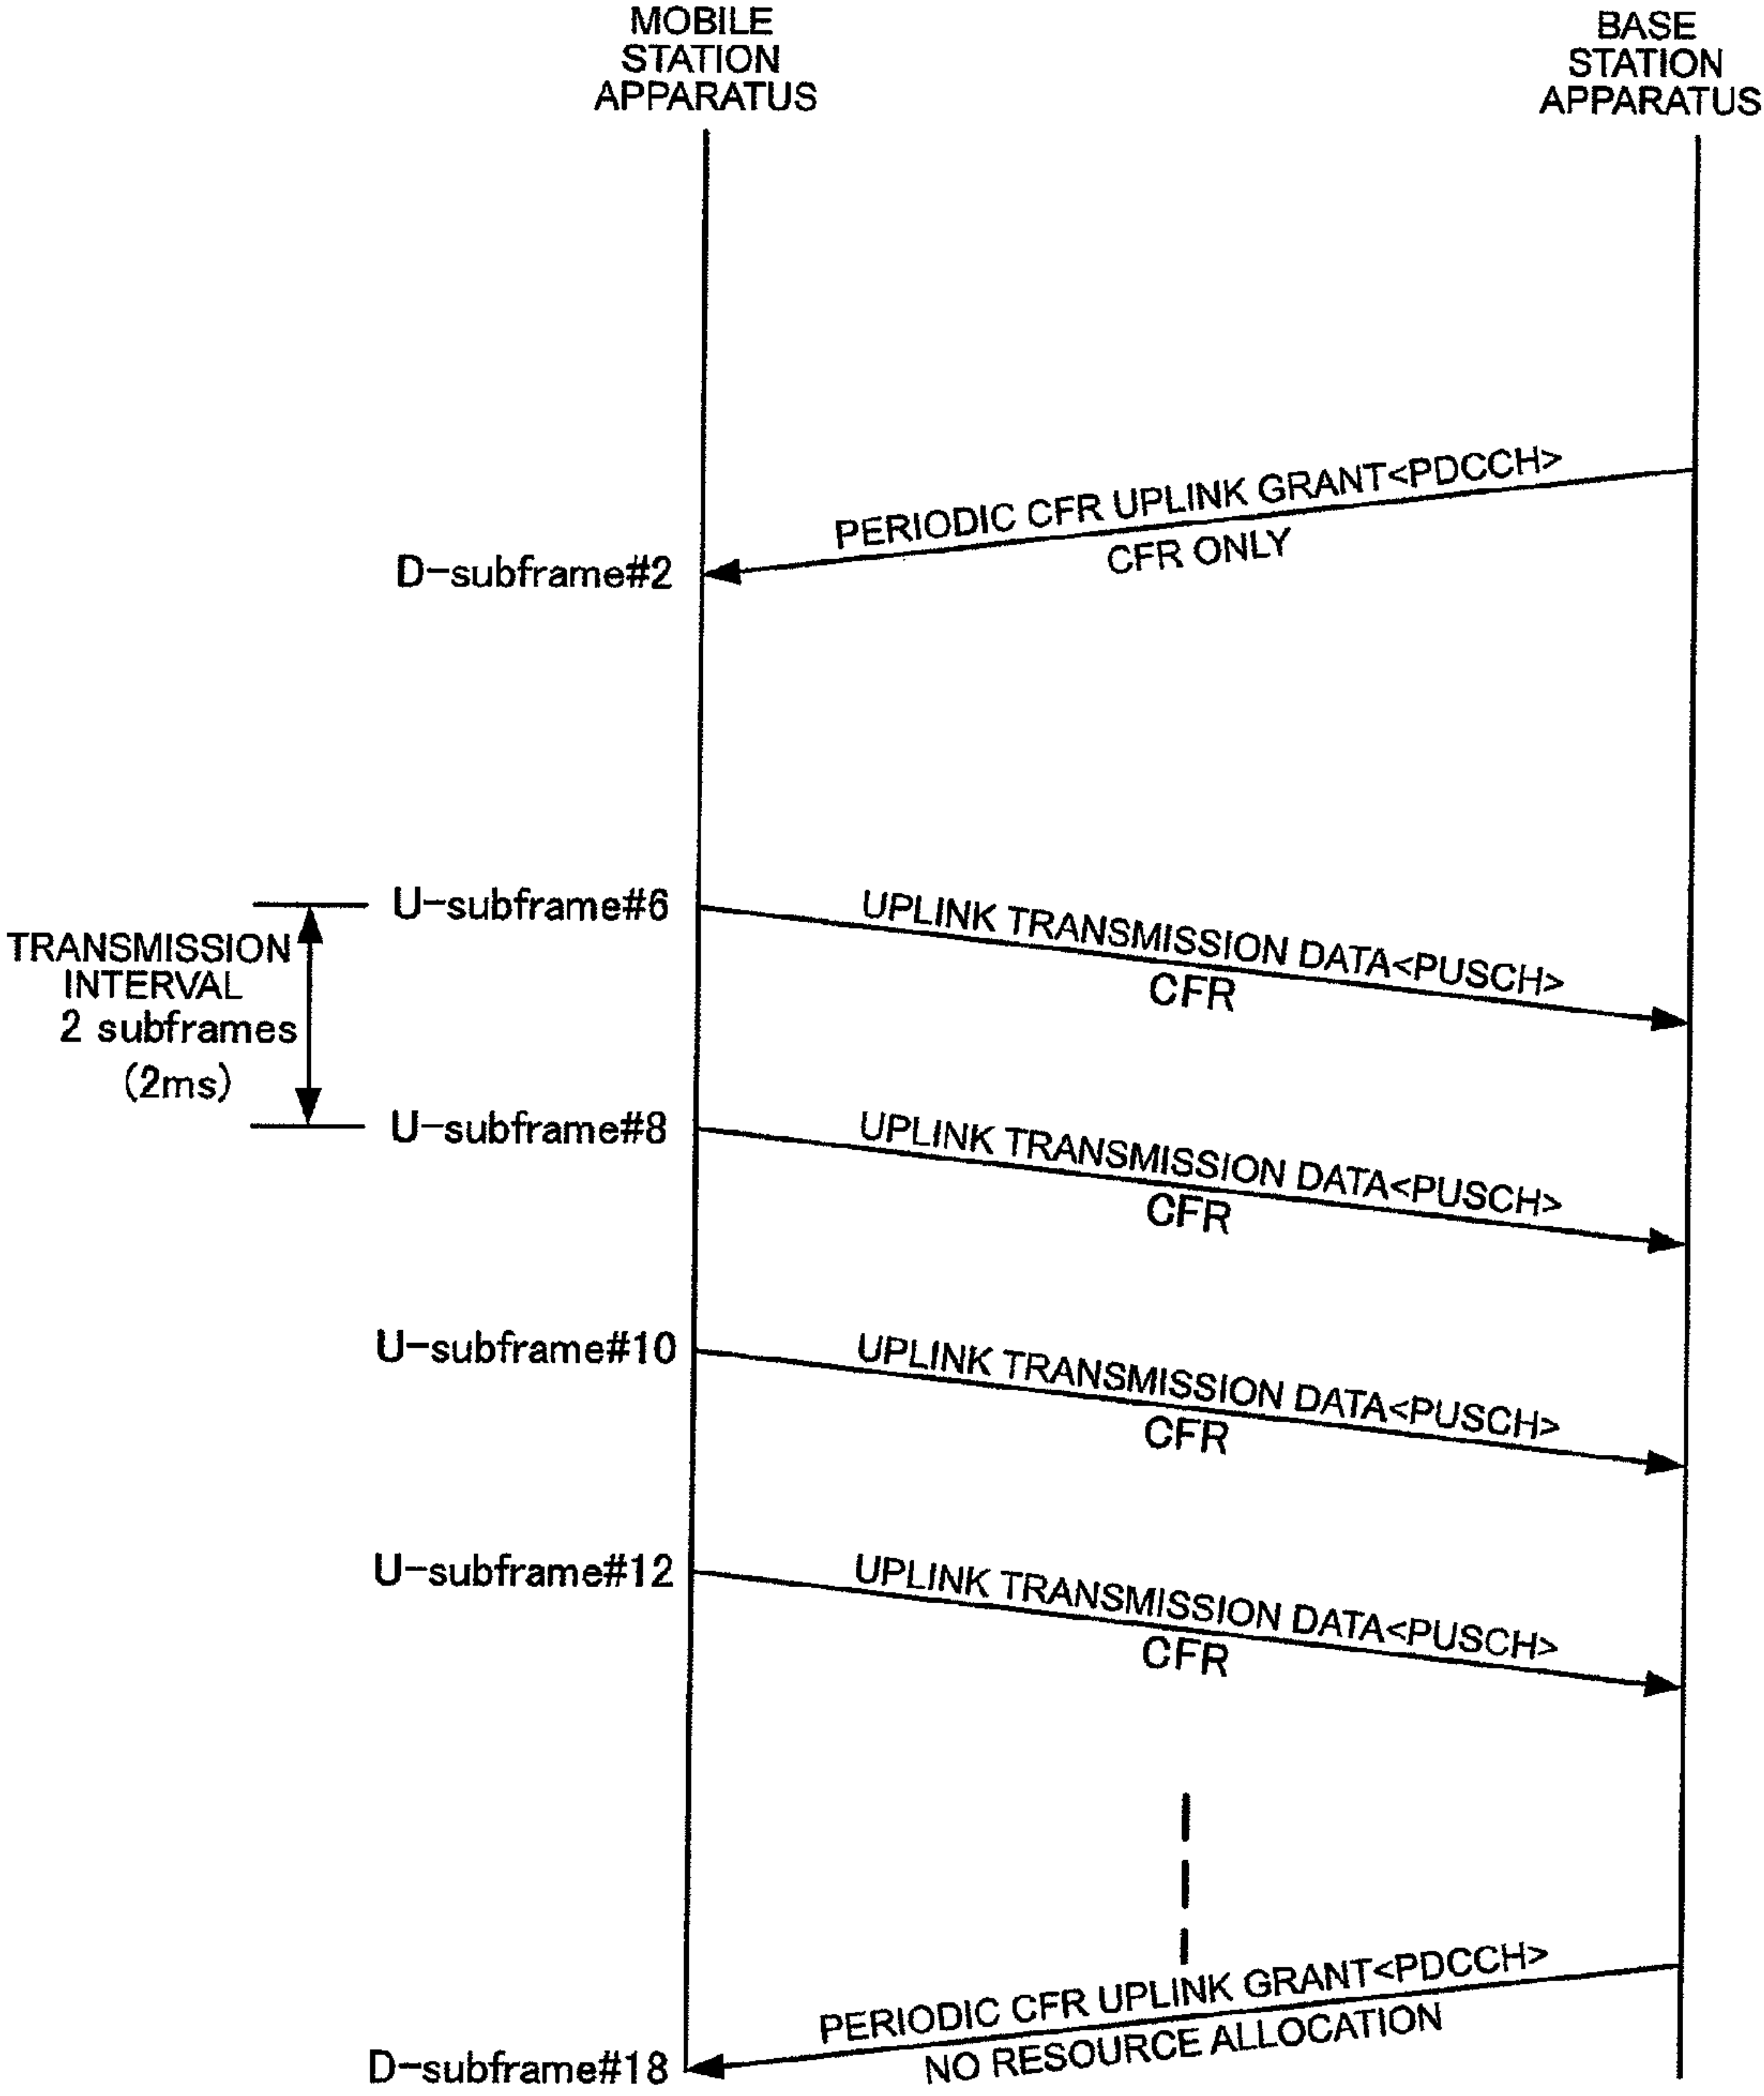 MOBILE
STATION
APPARATUS
BASE
STATION
APPARATUS
PERIODIC CFR UPLINK GRANT<PDCCH>
CFR ONLY
D-subframe#2
U-subframe#6
UPLINK TRANSMISSION DATA<PUSCH>
CFR
TRANSMISSION
INTERVAL
2 subframes
(2ms)
U-subframe#8
UPLINK TRANSMISSION DATA<PUSCH>
CFR
U-subframe#10
UPLINK TRANSMISSION DATA<PUSCH>
CFR
U-subframe#12
UPLINK TRANSMISSION DATA<PUSCH>
CFR
PERIODIC CFR UPLINK GRANT<PDCCH>
NO RESOURCE ALLOCATION
D-subframe#18